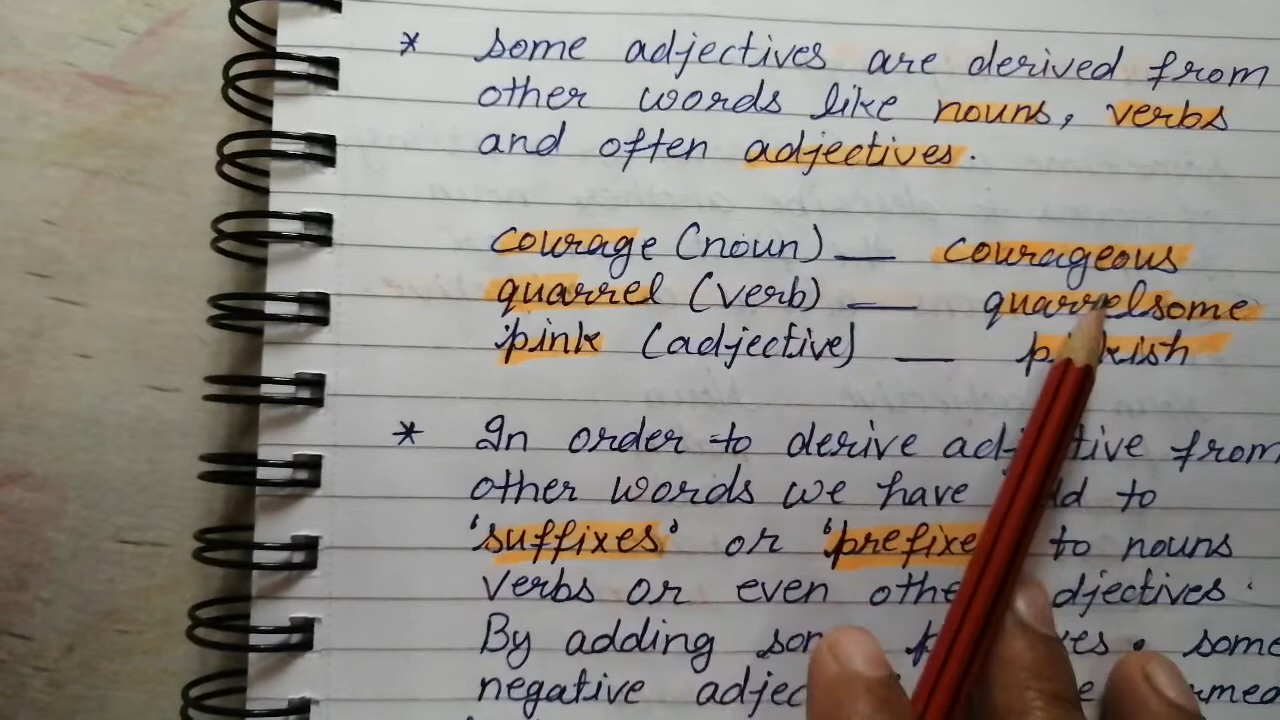 * Some adjectives are derived from
other words like nouns, verbs
and often adjectives.
courage (noun) — courageous
quarrel (verb) — quarrelsome
pink (adjective) —
* In order to derive from
other words we have to
'suffixes' or to nouns
verbs or even
By adding some
negative